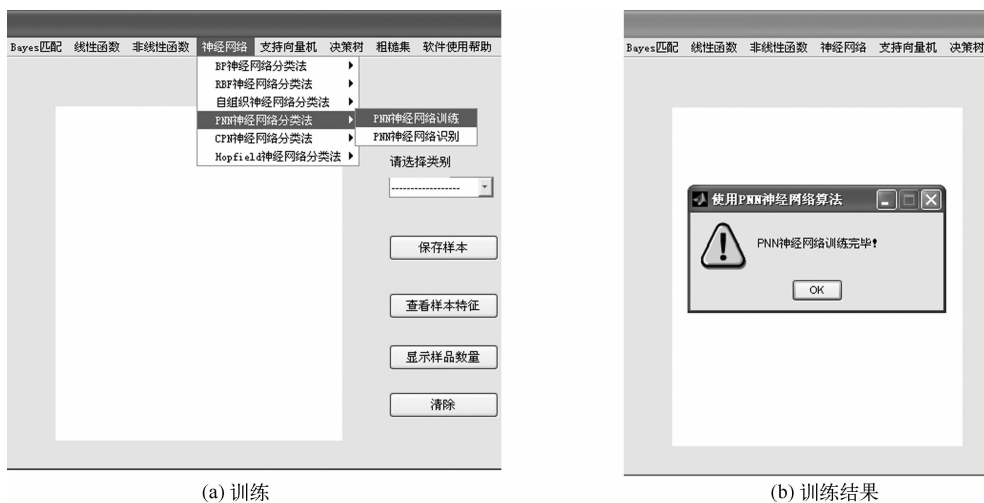 Bayes匹配 线性函数 非线性函数 神经网络 支持向量机 决策树 粗糙集 软件使用帮助
BP神经网络分类法
RBF神经网络分类法
自组织神经网络分类法
PNN神经网络分类法
PNN神经网络训练
CPN神经网络分类法
PNN神经网络识别
Hopfield神经网络分类法
请选择类别
------------------
保存样本
查看样本特征
显示样品数量
清除
(a) 训练
Bayes匹配 线性函数 非线性函数 神经网络 支持向量机 决策树
使用PNN神经网络算法
PNN神经网络训练完毕!
OK
(b) 训练结果